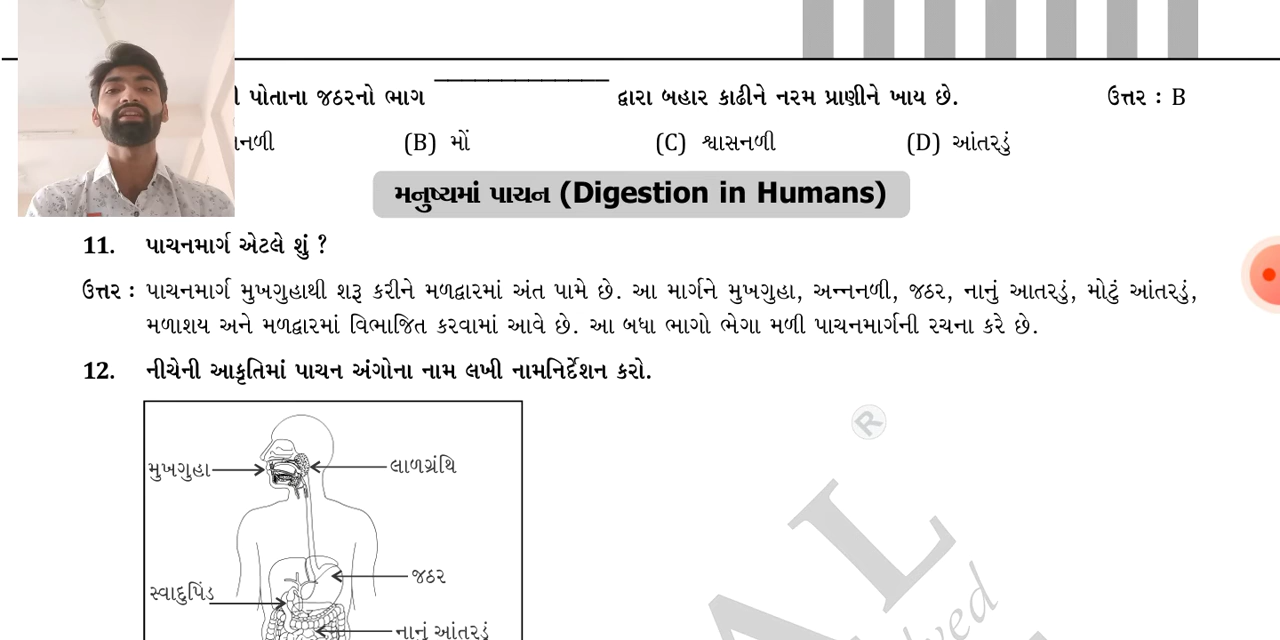 પોતાના જઠરનો ભાગ ______________ દ્વારા બહાર કાઢીને નરમ પ્રાણીને ખાય છે. ઉત્તર : B
(B) મોં (C) શ્વાસનળી (D) આંતરડું
મનુષ્યમાં પાચન (Digestion in Humans)
11. પાચનમાર્ગ એટલે શું ?
ઉત્તર : પાચનમાર્ગ મુખગુહાથી શરૂ કરીને મળદ્વારમાં અંત પામે છે. આ માર્ગને મુખગુહા, અન્નનળી, જઠર, નાનું આતરડું, મોટું આંતરડું,
મળાશય અને મળદ્વારમાં વિભાજિત કરવામાં આવે છે. આ બધા ભાગો ભેગા મળી પાચનમાર્ગની રચના કરે છે.
12. નીચેની આકૃતિમાં પાચન અંગોના નામ લખી નામનિર્દેશન કરો.
મુખગુહા
લાળગ્રંથિ
જઠર
સ્વાદુપિંડ
નાનું આંતરડું
®